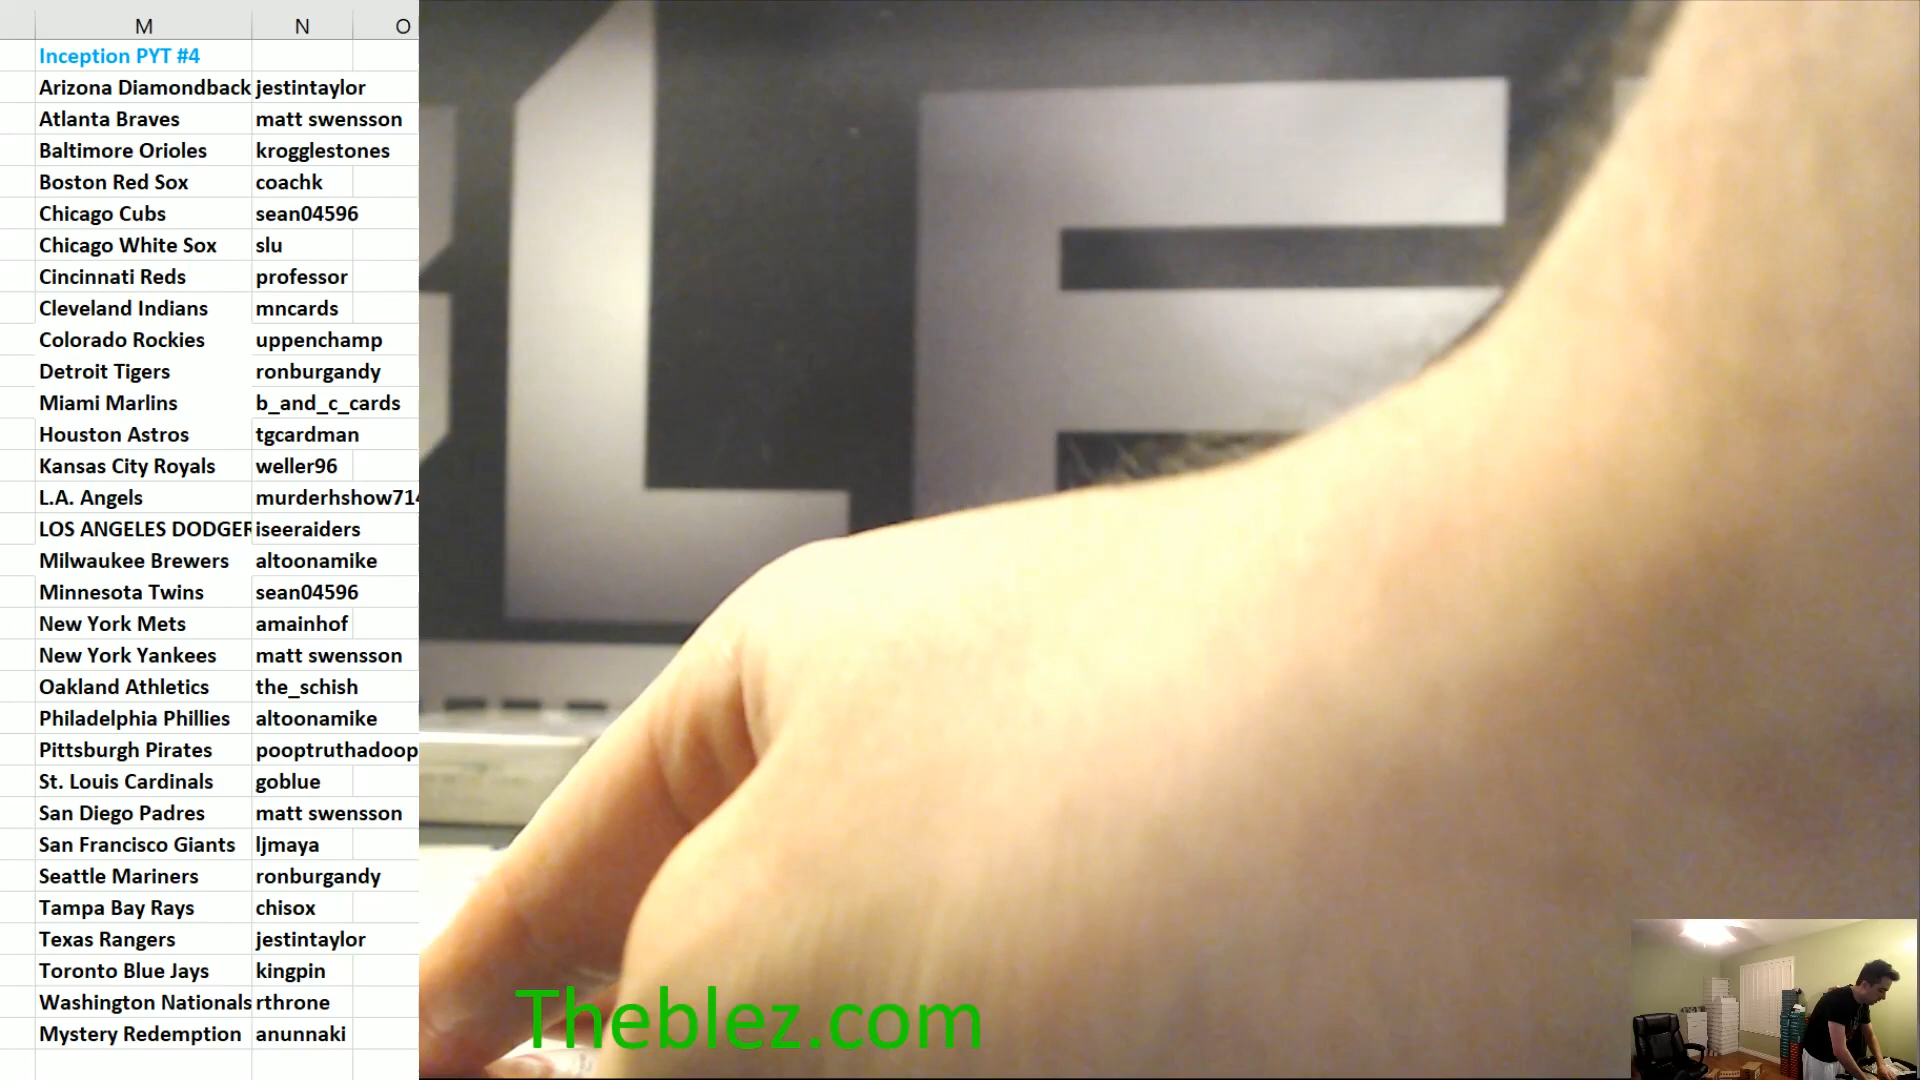 M N O
Inception PYT #4
Arizona Diamondback jestintaylor
Atlanta Braves matt swensson
Baltimore Orioles krogglestones
Boston Red Sox coachk
Chicago Cubs sean04596
Chicago White Sox slu
Cincinnati Reds professor
Cleveland Indians mncards
Colorado Rockies uppenchamp
Detroit Tigers ronburgandy
Miami Marlins b_and_c_cards
Houston Astros tgcardman
Kansas City Royals weller96
L.A. Angels murderhshow714
LOS ANGELES DODGER iseeraiders
Milwaukee Brewers altoonamike
Minnesota Twins sean04596
New York Mets amainhof
New York Yankees matt swensson
Oakland Athletics the_schish
Philadelphia Phillies altoonamike
Pittsburgh Pirates pooptruthadoop
St. Louis Cardinals goblue
San Diego Padres matt swensson
San Francisco Giants ljmaya
Seattle Mariners ronburgandy
Tampa Bay Rays chisox
Texas Rangers jestintaylor
Toronto Blue Jays kingpin
Washington Nationals rthrone
Mystery Redemption anunnaki
LE
Theblez.com